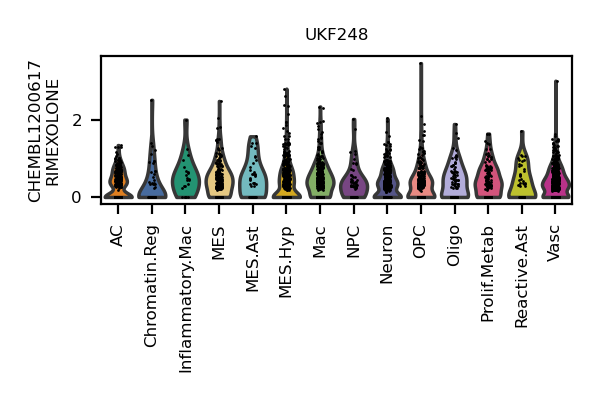 UKF248
CHEMBL1200617
RIMEXOLONE
2
0
AC
Chromatin.Reg
Inflammatory.Mac
MES
MES.Ast
MES.Hyp
Mac
NPC
Neuron
OPC
Oligo
Prolif.Metab
Reactive.Ast
Vasc